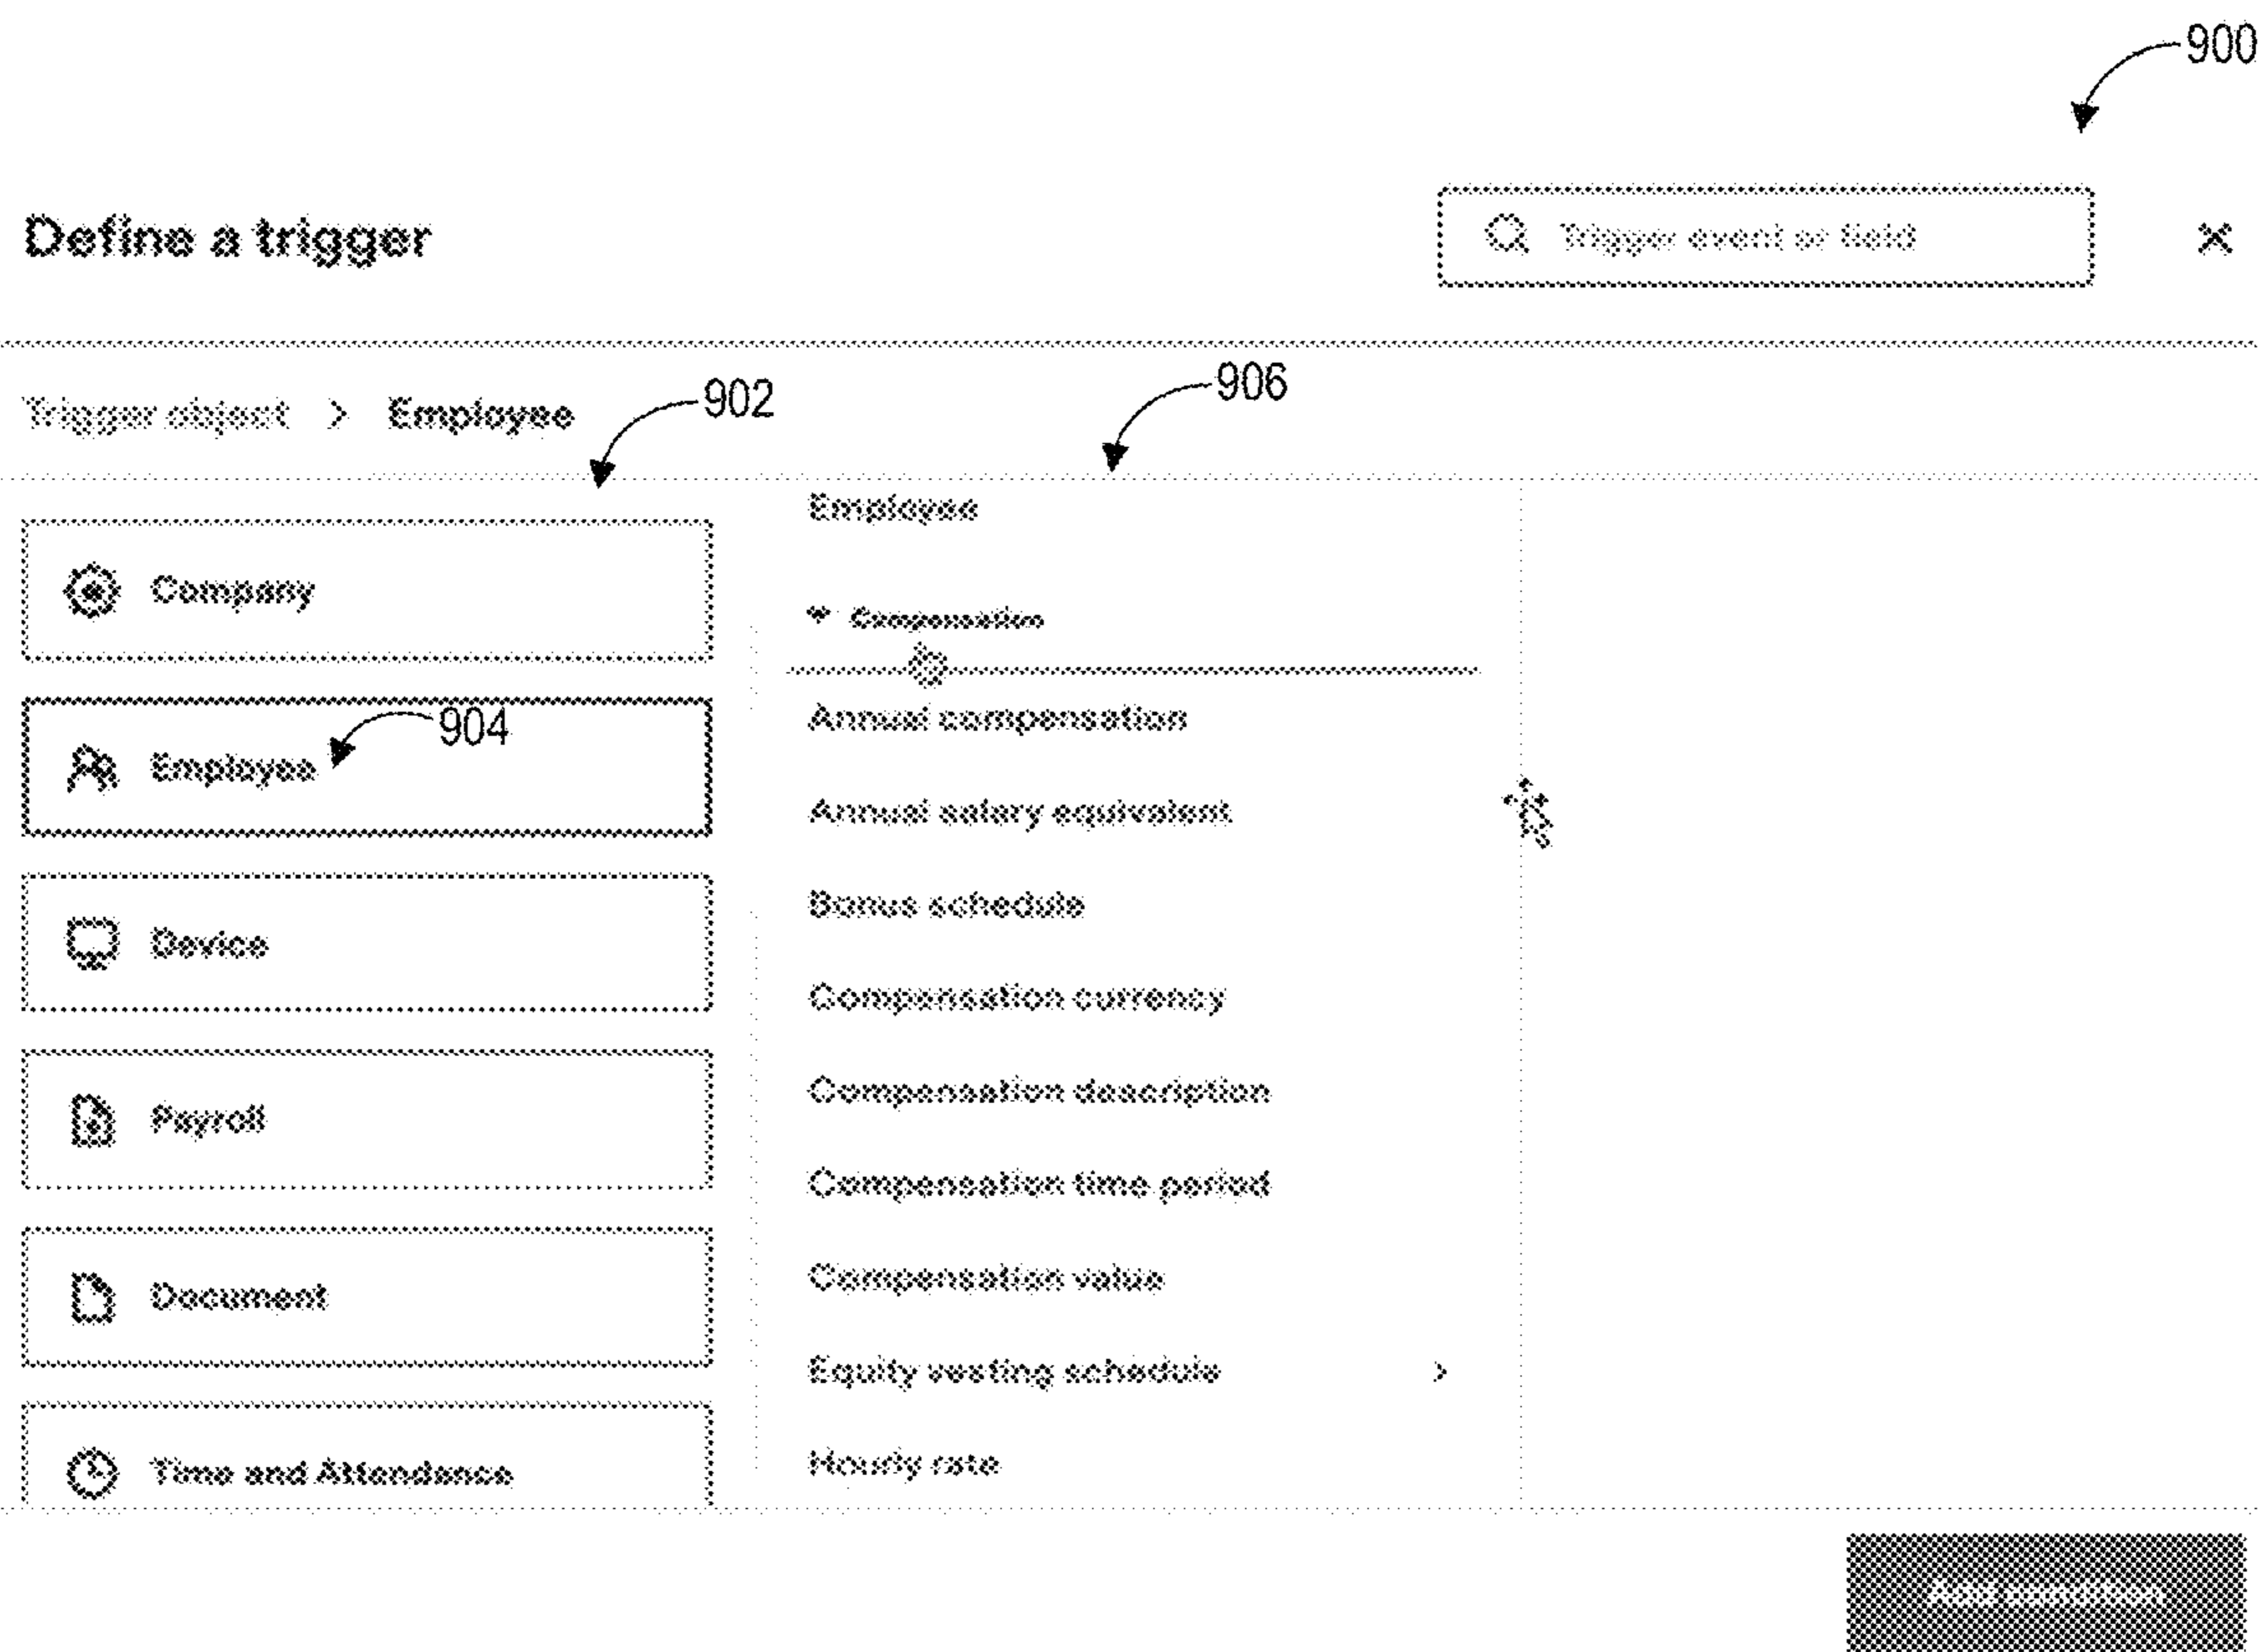 900
Define a trigger
Trigger event or field
Trigger object > Employee
902
906
Company
Employee
904
Device
Payroll
Document
Time and Attendance
Employee
Compensation
Annual compensation
Annual salary equivalent
Bonus schedule
Compensation currency
Compensation description
Compensation time period
Compensation value
Equity vesting schedule >
Hourly rate
Add condition